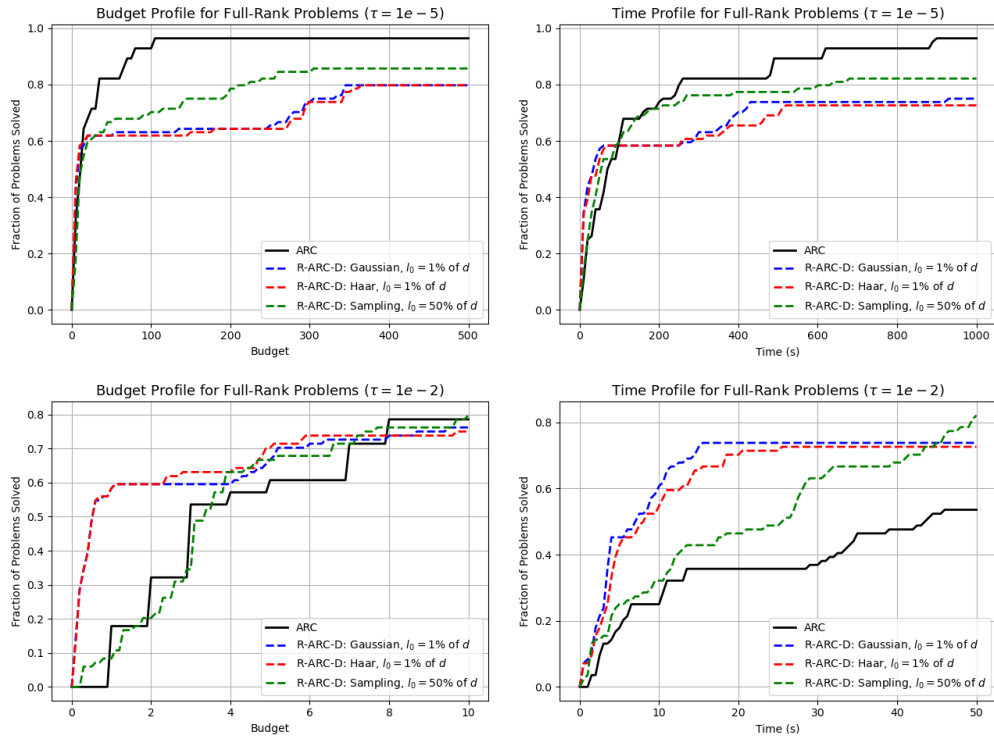 Budget Profile for Full-Rank Problems (τ = 1e − 5)
Fraction of Problems Solved
1.0
0.8
0.6
0.4
0.2
0.0
ARC
R-ARC-D: Gaussian, l₀ = 1% of d
R-ARC-D: Haar, l₀ = 1% of d
R-ARC-D: Sampling, l₀ = 50% of d
0 100 200 300 400 500
Budget
Time Profile for Full-Rank Problems (τ = 1e − 5)
Fraction of Problems Solved
1.0
0.8
0.6
0.4
0.2
0.0
ARC
R-ARC-D: Gaussian, l₀ = 1% of d
R-ARC-D: Haar, l₀ = 1% of d
R-ARC-D: Sampling, l₀ = 50% of d
0 200 400 600 800 1000
Time (s)
Budget Profile for Full-Rank Problems (τ = 1e − 2)
Fraction of Problems Solved
0.8
0.7
0.6
0.5
0.4
0.3
0.2
0.1
0.0
ARC
R-ARC-D: Gaussian, l₀ = 1% of d
R-ARC-D: Haar, l₀ = 1% of d
R-ARC-D: Sampling, l₀ = 50% of d
0 2 4 6 8 10
Budget
Time Profile for Full-Rank Problems (τ = 1e − 2)
Fraction of Problems Solved
0.8
0.6
0.4
0.2
0.0
ARC
R-ARC-D: Gaussian, l₀ = 1% of d
R-ARC-D: Haar, l₀ = 1% of d
R-ARC-D: Sampling, l₀ = 50% of d
0 10 20 30 40 50
Time (s)